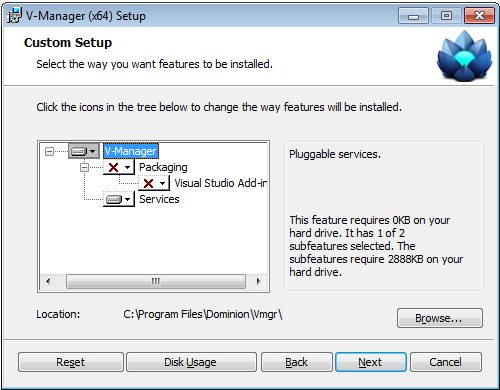 V-Manager (x64) Setup
Custom Setup
Select the way you want features to be installed.
Click the icons in the tree below to change the way features will be installed.
V-Manager
Packaging
Visual Studio Add-in
Services
Pluggable services.
This feature requires 0KB on your
hard drive. It has 1 of 2
subfeatures selected. The
subfeatures require 2888KB on your
hard drive.
Location: C:\Program Files\Dominion\Vmgr\
Browse...
Reset Disk Usage Back Next Cancel